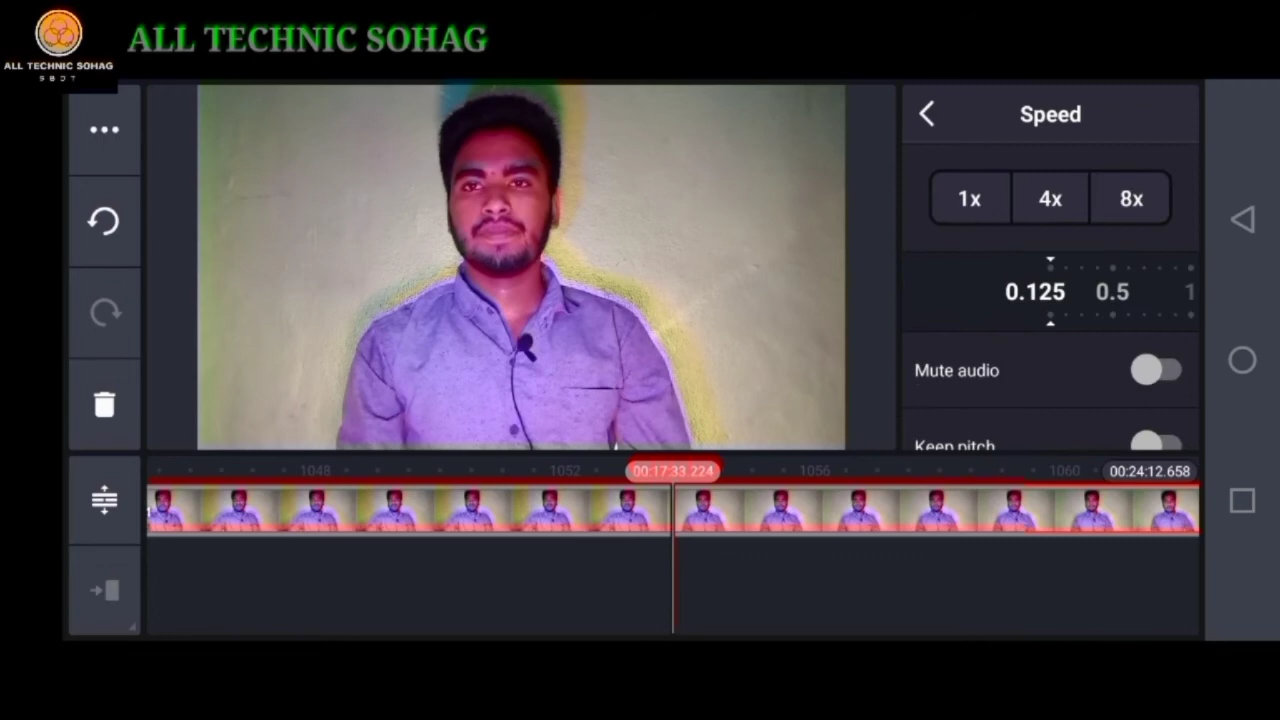 ALL TECHNIC SOHAG
ALL TECHNIC SOHAG
Speed
1x 4x 8x
0.125 0.5 1
Mute audio
Keep pitch
1048 1052 00:17:33.224 1056 1060 00:24:12.658